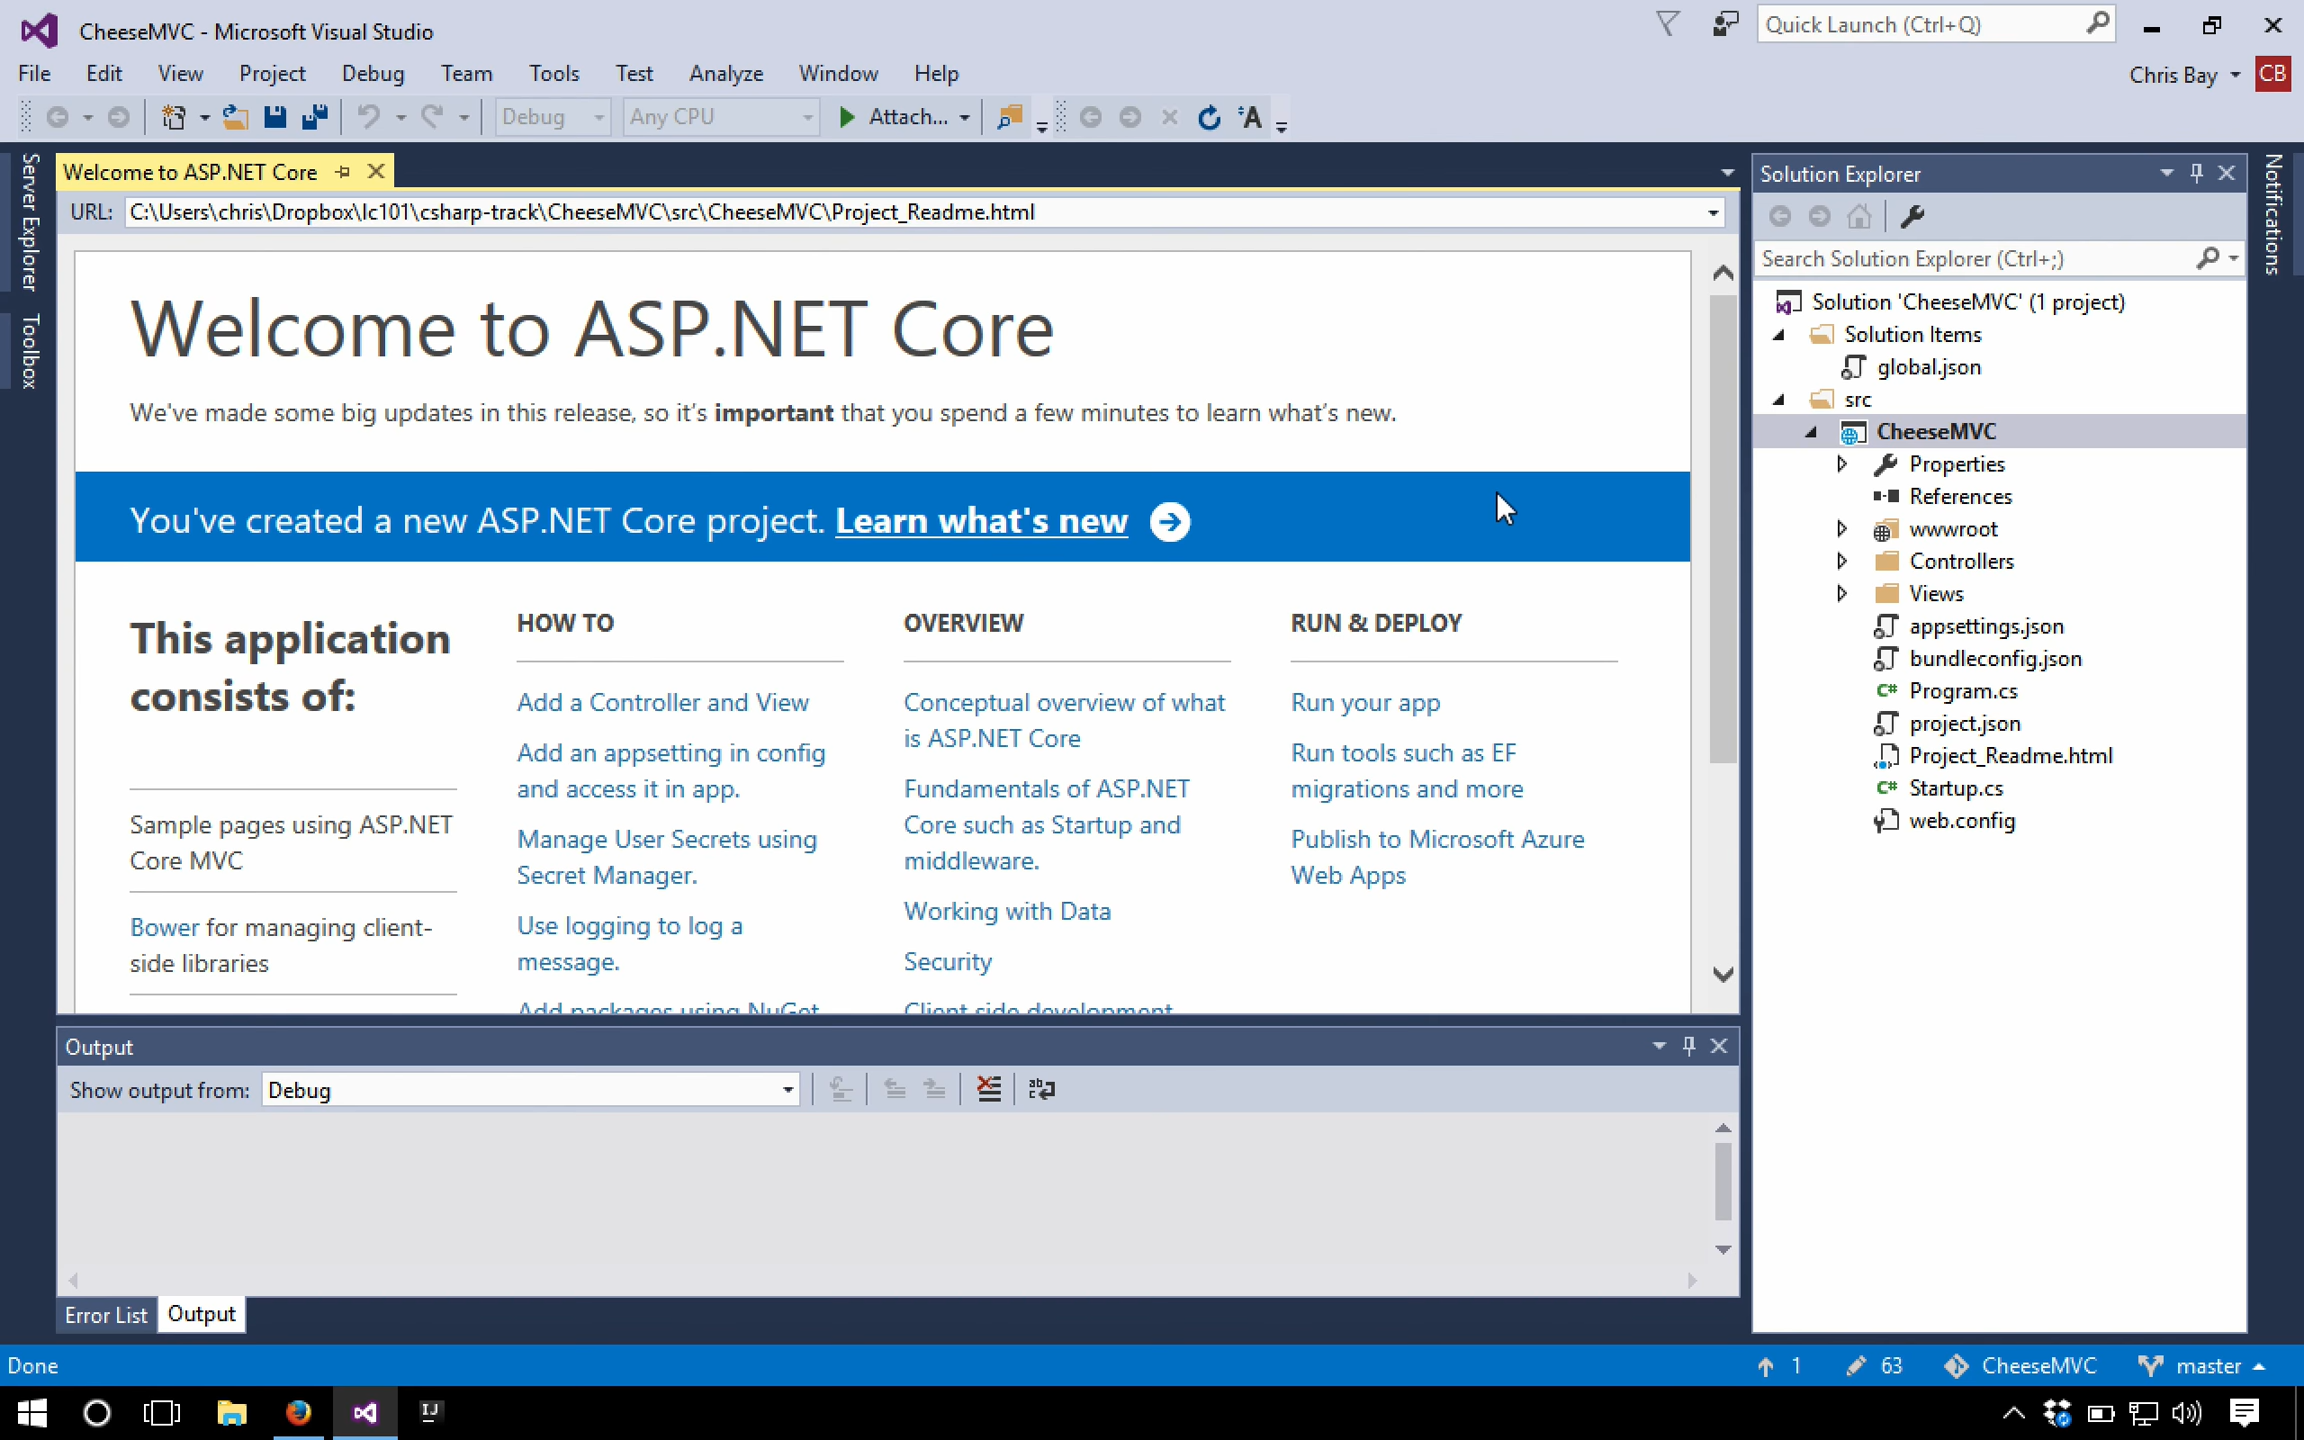 CheeseMVC - Microsoft Visual Studio
Quick Launch (Ctrl+Q)
File Edit View Project Debug Team Tools Test Analyze Window Help
Chris Bay CB
Debug Any CPU Attach...
Server Explorer
Toolbox
Notifications
Welcome to ASP.NET Core
URL: C:\Users\chris\Dropbox\lc101\csharp-track\CheeseMVC\src\CheeseMVC\Project_Readme.html
Welcome to ASP.NET Core
We've made some big updates in this release, so it's important that you spend a few minutes to learn what's new.
You've created a new ASP.NET Core project. Learn what's new
This application
consists of:
Sample pages using ASP.NET
Core MVC
Bower for managing client-
side libraries
HOW TO
Add a Controller and View
Add an appsetting in config
and access it in app.
Manage User Secrets using
Secret Manager.
Use logging to log a
message.
Add packages using NuGet
OVERVIEW
Conceptual overview of what
is ASP.NET Core
Fundamentals of ASP.NET
Core such as Startup and
middleware.
Working with Data
Security
Client side development
RUN & DEPLOY
Run your app
Run tools such as EF
migrations and more
Publish to Microsoft Azure
Web Apps
Solution Explorer
Search Solution Explorer (Ctrl+;)
Solution 'CheeseMVC' (1 project)
Solution Items
global.json
src
CheeseMVC
Properties
References
wwwroot
Controllers
Views
appsettings.json
bundleconfig.json
C# Program.cs
project.json
Project_Readme.html
C# Startup.cs
web.config
Output
Show output from: Debug
Error List Output
Done
1 63 CheeseMVC master
IJ